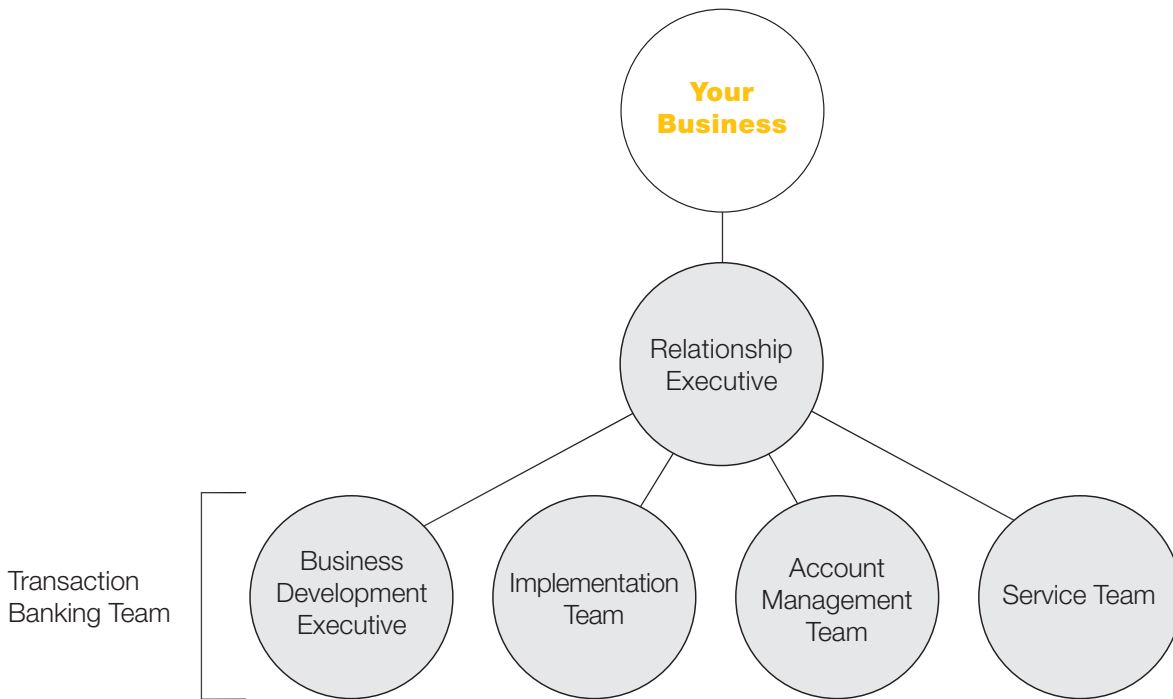 Your
Business
Relationship
Executive
Transaction
Banking Team
Business
Development
Executive
Implementation
Team
Account
Management
Team
Service Team